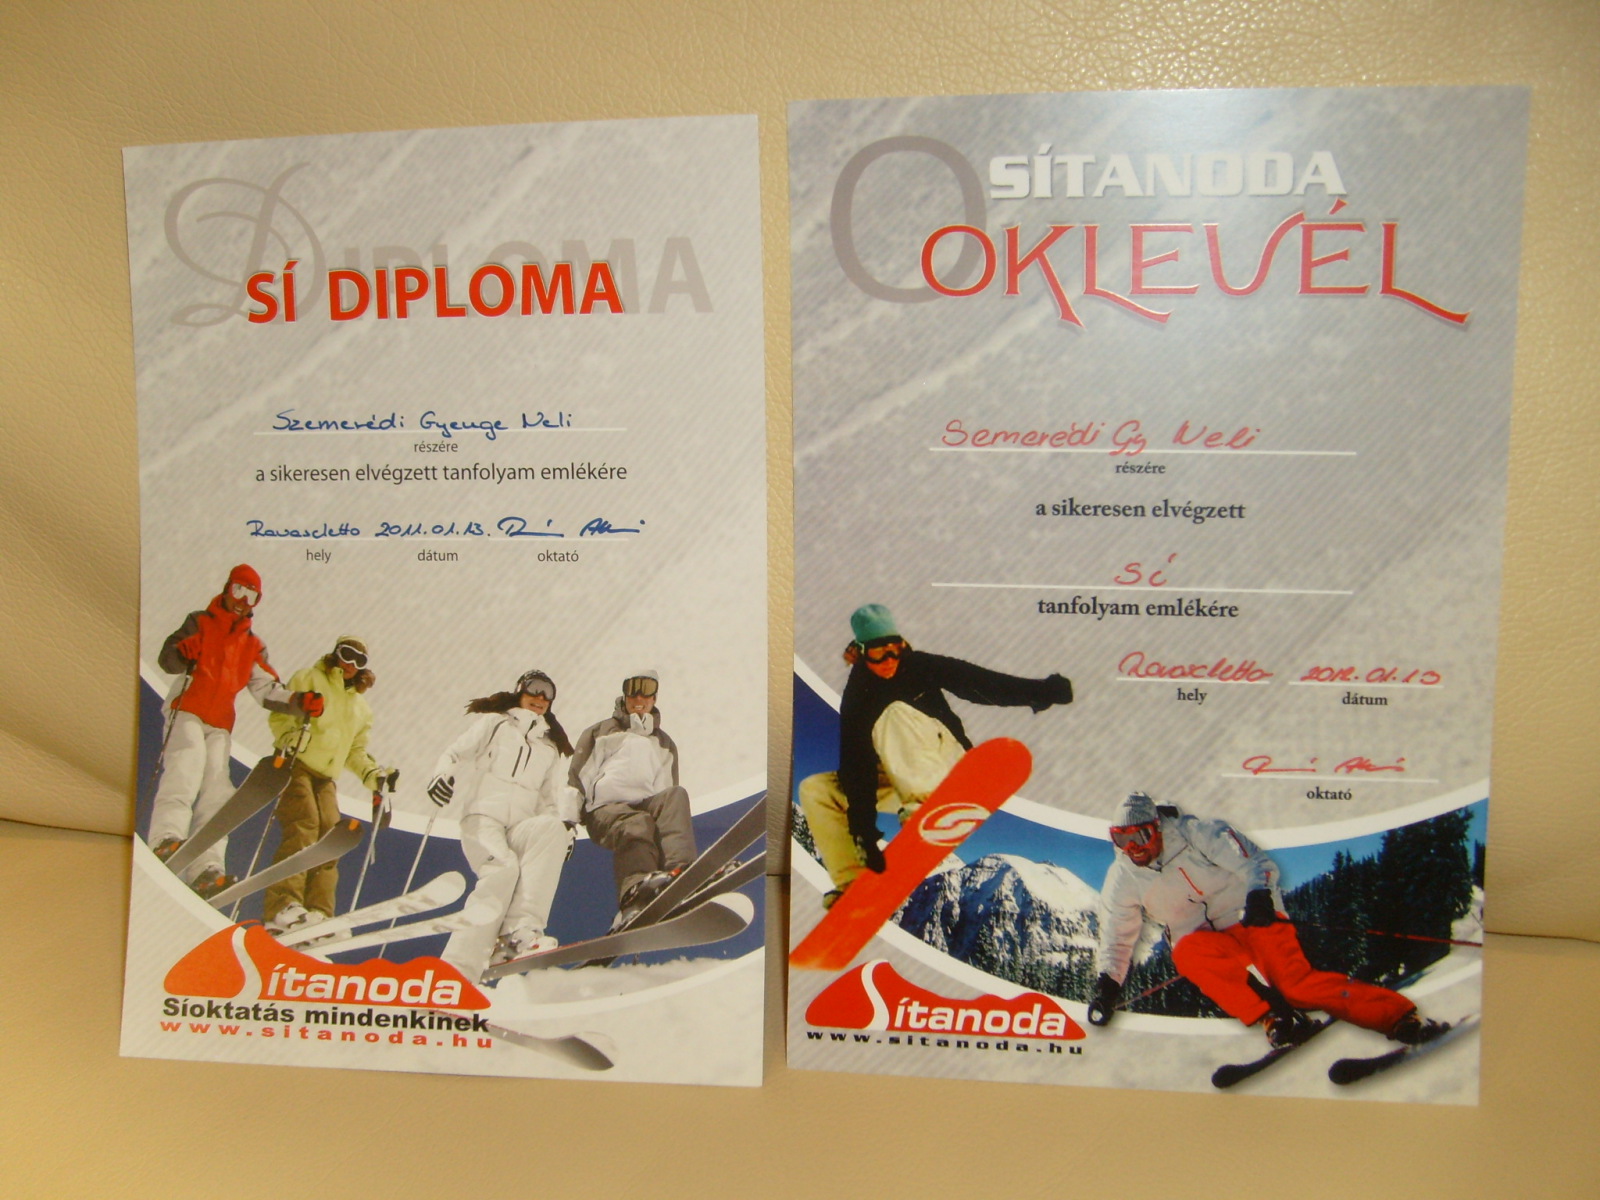 DIPLOMA
SÍ DIPLOMA
Szemerédi Gyenge Neli
részére
a sikeresen elvégzett tanfolyam emlékére
Ravascletto 2011.01.13.
hely dátum oktató
Sítanoda
Síoktatás mindenkinek
www.sitanoda.hu
O SÍTANODA
OKLEVÉL
Semerédi Gy Neli
részére
a sikeresen elvégzett
Sí
tanfolyam emlékére
Ravascletto 2012.01.13
hely dátum
oktató
Sítanoda
www.sitanoda.hu